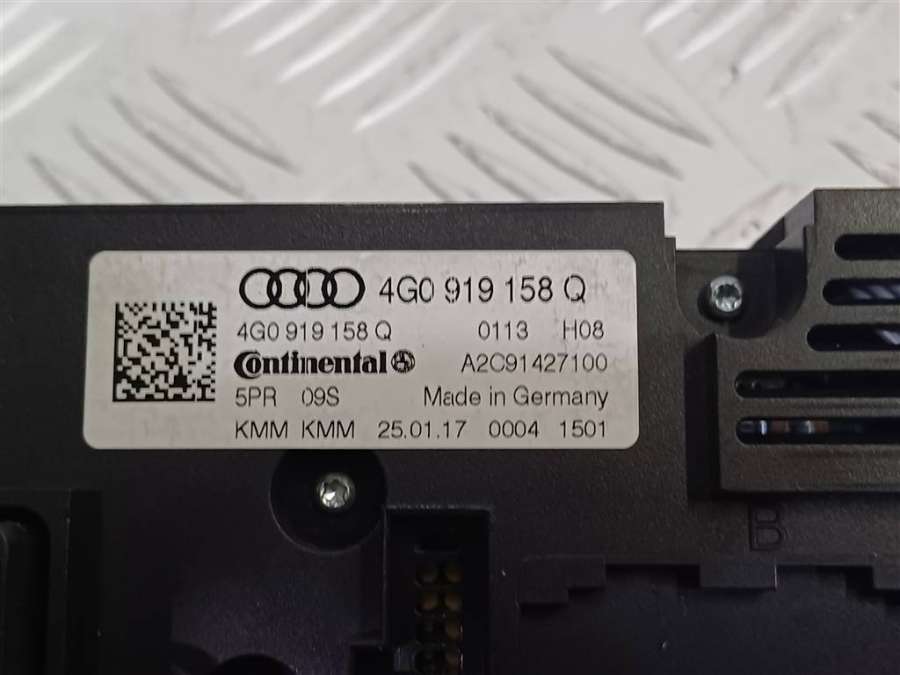 4G0 919 158 Q
4G0 919 158 Q 0113 H08
Continental A2C91427100
5PR 09S Made in Germany
KMM KMM 25.01.17 0004 1501
B